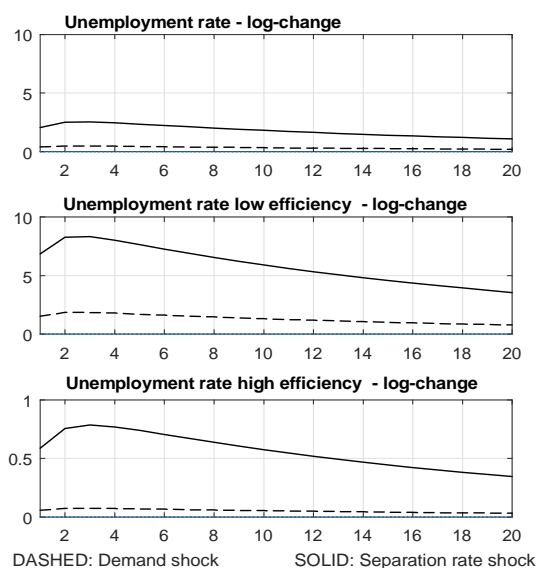 Unemployment rate - log-change
10
5
0
2 4 6 8 10 12 14 16 18 20
Unemployment rate low efficiency - log-change
10
5
0
2 4 6 8 10 12 14 16 18 20
Unemployment rate high efficiency - log-change
1
0.5
0
2 4 6 8 10 12 14 16 18 20
DASHED: Demand shock SOLID: Separation rate shock